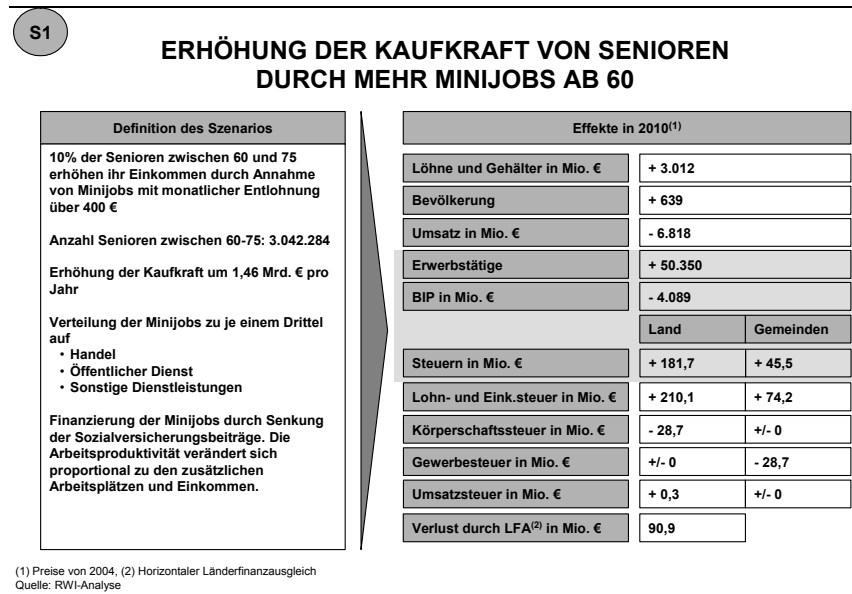 S1
ERHÖHUNG DER KAUFKRAFT VON SENIOREN
DURCH MEHR MINIJOBS AB 60
Definition des Szenarios
10% der Senioren zwischen 60 und 75
erhöhen ihr Einkommen durch Annahme
von Minijobs mit monatlicher Entlohnung
über 400 €
Anzahl Senioren zwischen 60-75: 3.042.284
Erhöhung der Kaufkraft um 1,46 Mrd. € pro
Jahr
Verteilung der Minijobs zu je einem Drittel
auf
• Handel
• Öffentlicher Dienst
• Sonstige Dienstleistungen
Finanzierung der Minijobs durch Senkung
der Sozialversicherungsbeiträge. Die
Arbeitsproduktivität verändert sich
proportional zu den zusätzlichen
Arbeitsplätzen und Einkommen.
Effekte in 2010(1)
Löhne und Gehälter in Mio. € + 3.012
Bevölkerung + 639
Umsatz in Mio. € - 6.818
Erwerbstätige + 50.350
BIP in Mio. € - 4.089
Land Gemeinden
Steuern in Mio. € + 181,7 + 45,5
Lohn- und Eink.steuer in Mio. € + 210,1 + 74,2
Körperschaftssteuer in Mio. € - 28,7 +/- 0
Gewerbesteuer in Mio. € +/- 0 - 28,7
Umsatzsteuer in Mio. € + 0,3 +/- 0
Verlust durch LFA(2) in Mio. € 90,9
(1) Preise von 2004, (2) Horizontaler Länderfinanzausgleich
Quelle: RWI-Analyse